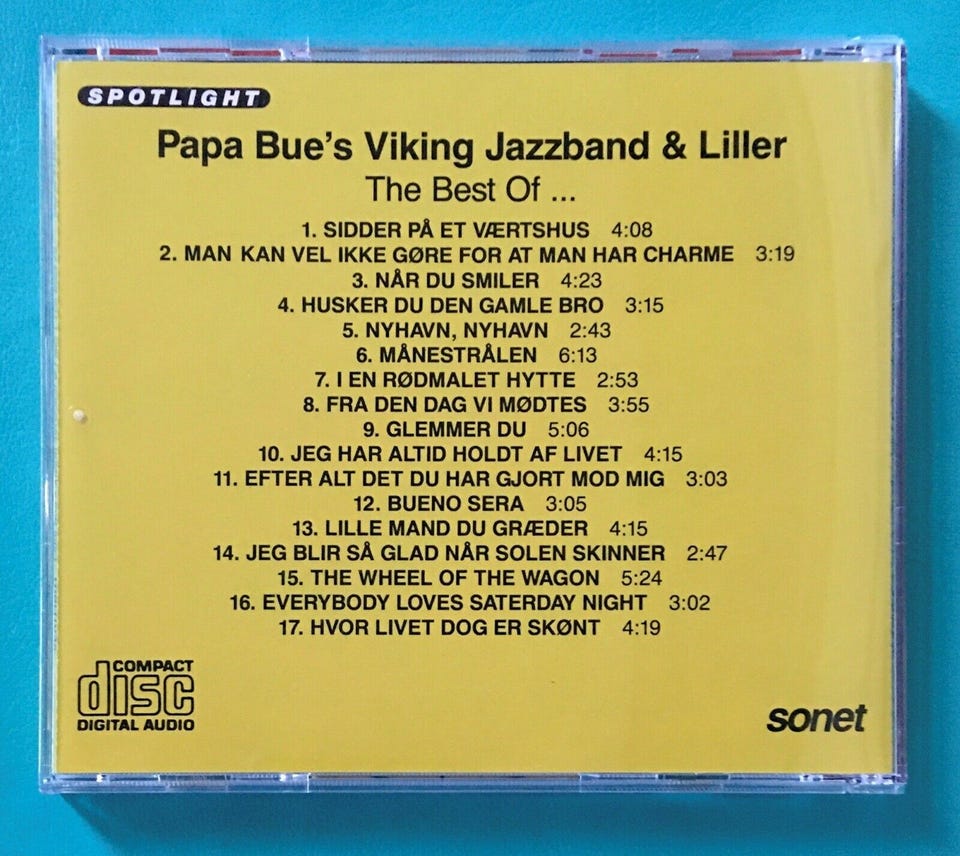 SPOTLIGHT
Papa Bue's Viking Jazzband & Liller
The Best Of ...
1. SIDDER PÅ ET VÆRTSHUS 4:08
2. MAN KAN VEL IKKE GØRE FOR AT MAN HAR CHARME 3:19
3. NÅR DU SMILER 4:23
4. HUSKER DU DEN GAMLE BRO 3:15
5. NYHAVN, NYHAVN 2:43
6. MÅNESTRÅLEN 6:13
7. I EN RØDMALET HYTTE 2:53
8. FRA DEN DAG VI MØDTES 3:55
9. GLEMMER DU 5:06
10. JEG HAR ALTID HOLDT AF LIVET 4:15
11. EFTER ALT DET DU HAR GJORT MOD MIG 3:03
12. BUENO SERA 3:05
13. LILLE MAND DU GRÆDER 4:15
14. JEG BLIR SÅ GLAD NÅR SOLEN SKINNER 2:47
15. THE WHEEL OF THE WAGON 5:24
16. EVERYBODY LOVES SATERDAY NIGHT 3:02
17. HVOR LIVET DOG ER SKØNT 4:19
COMPACT
disc
DIGITAL AUDIO
sonet